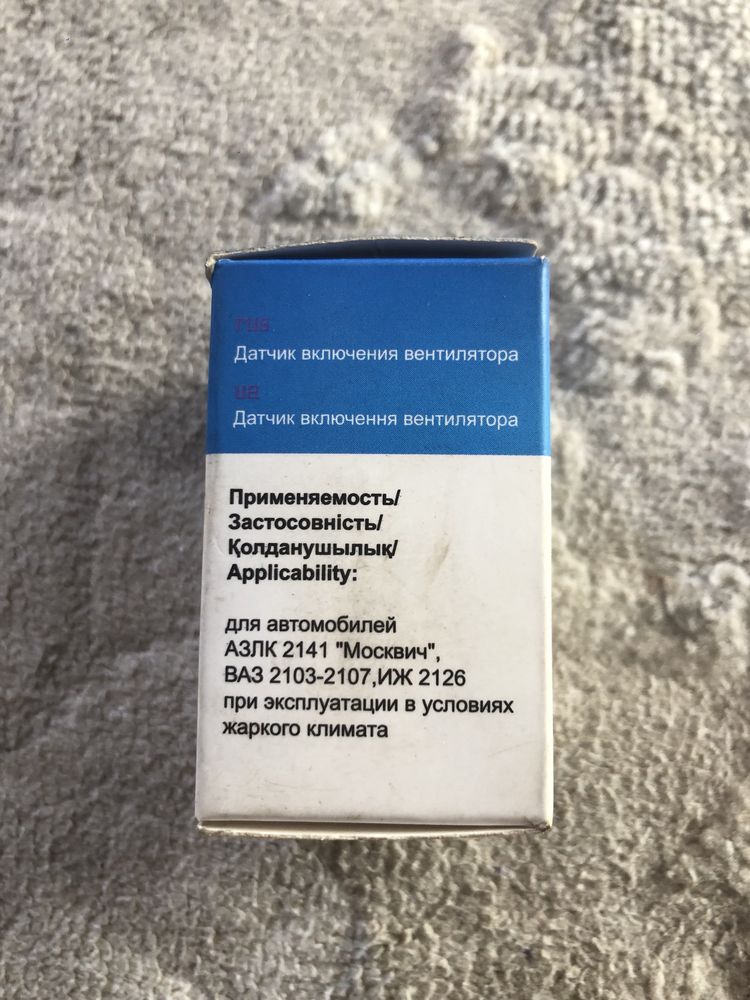 rus
Датчик включения вентилятора
ua
Датчик включення вентилятора
Применяемость/
Застосовність/
Қолданушылық/
Applicability:
для автомобилей
АЗЛК 2141 "Москвич",
ВАЗ 2103-2107,ИЖ 2126
при эксплуатации в условиях
жаркого климата